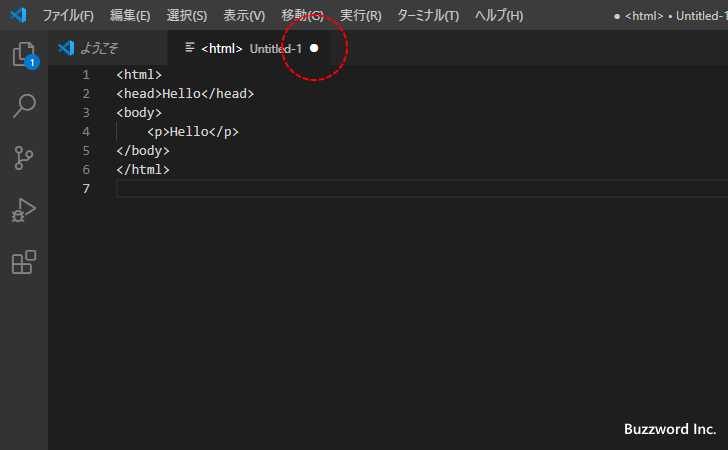 ファイル(F) 編集(E) 選択(S) 表示(V) 移動(G) 実行(R) ターミナル(T) ヘルプ(H) ● <html> • Untitled-1
ようこそ <html> Untitled-1 ●
1
1 <html>
2 <head>Hello</head>
3 <body>
4 <p>Hello</p>
5 </body>
6 </html>
7
Buzzword Inc.